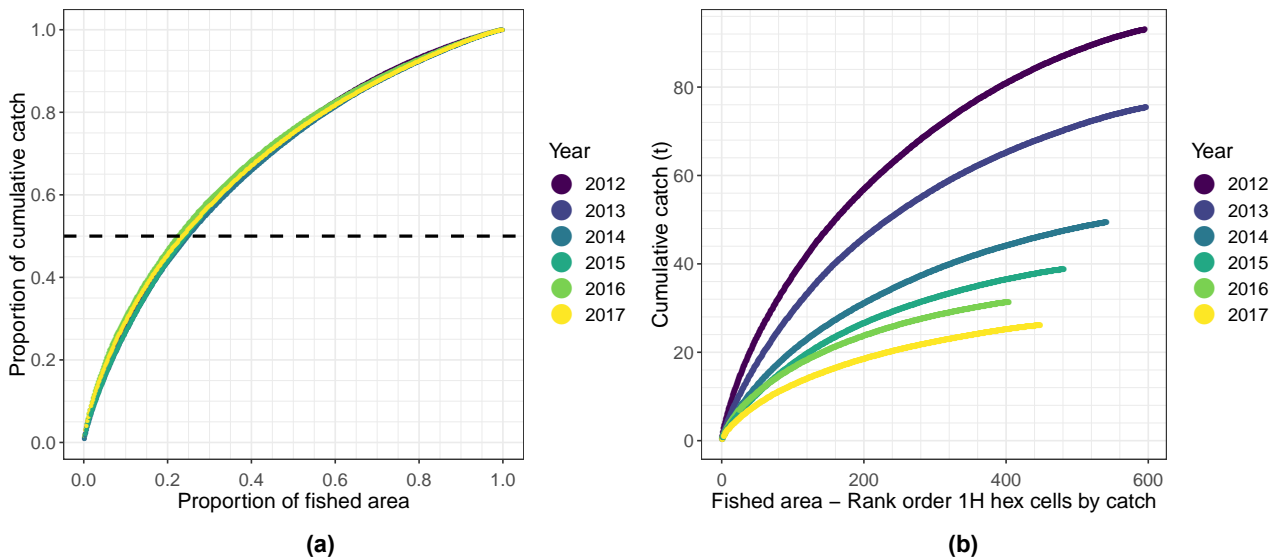 Proportion of cumulative catch
1.0
0.8
0.6
0.4
0.2
0.0
0.0 0.2 0.4 0.6 0.8 1.0
Proportion of fished area
Year
2012
2013
2014
2015
2016
2017
(a)
Cumulative catch (t)
80
60
40
20
0
0 200 400 600
Fished area − Rank order 1H hex cells by catch
Year
2012
2013
2014
2015
2016
2017
(b)